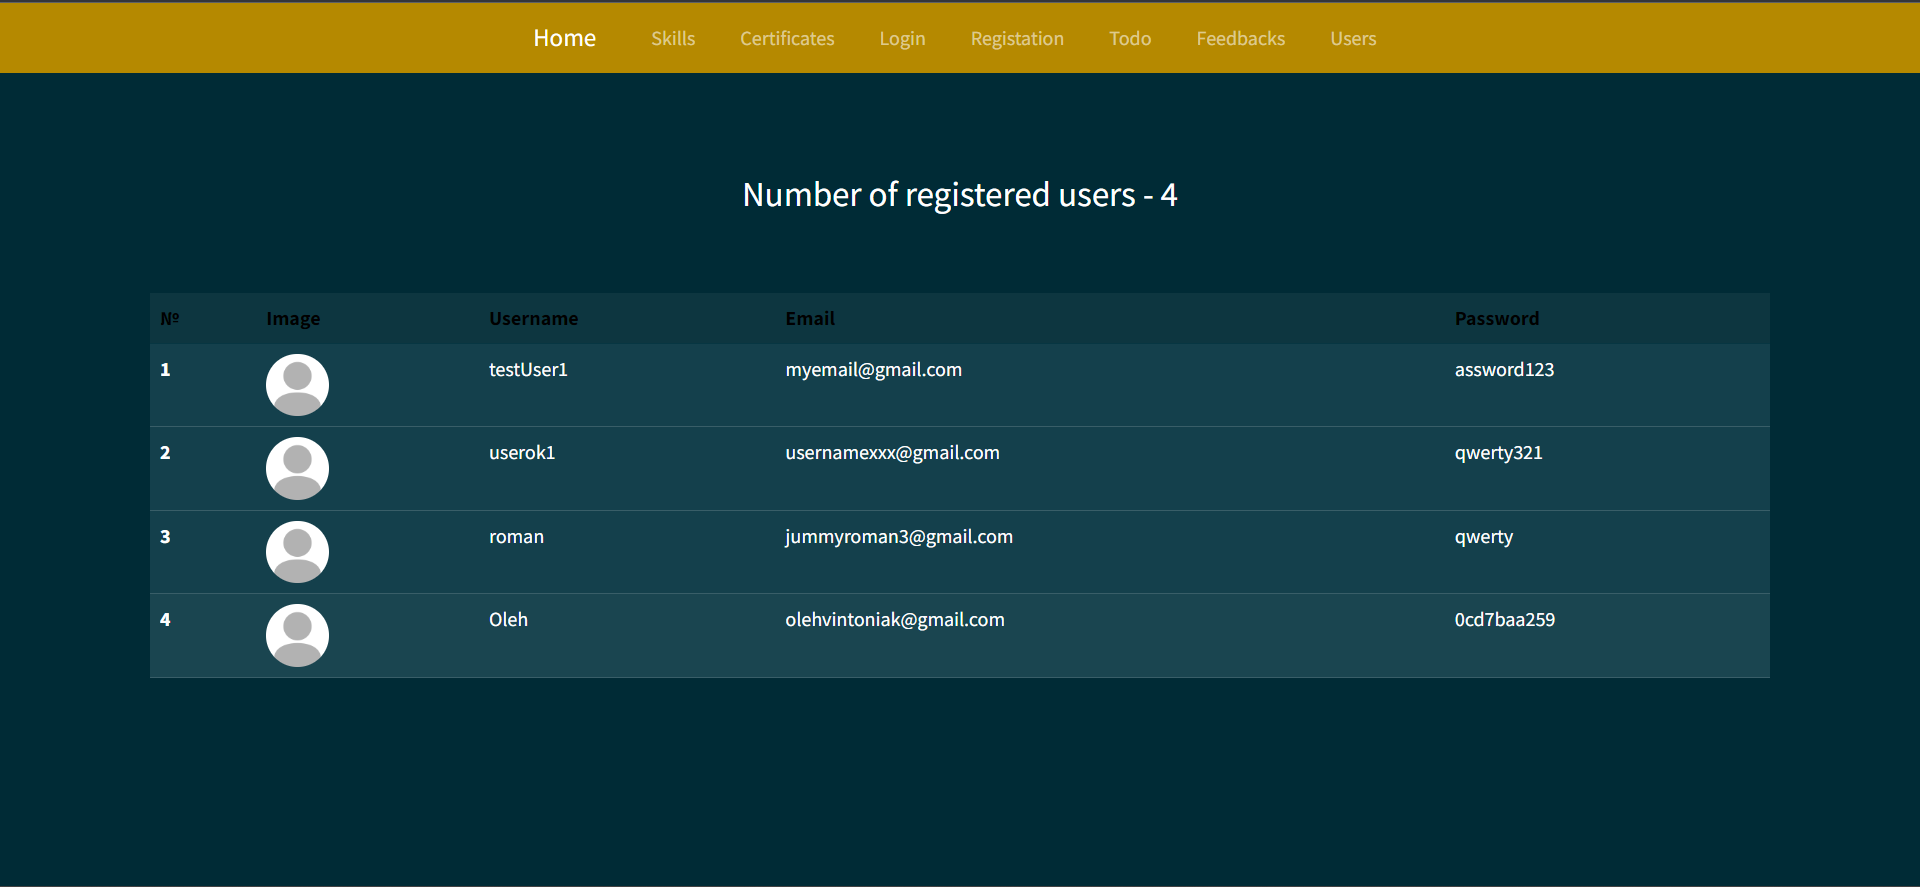 Home Skills Certificates Login Registation Todo Feedbacks Users
Number of registered users - 4
№ Image Username Email Password
1 testUser1 myemail@gmail.com assword123
2 userok1 usernamexxx@gmail.com qwerty321
3 roman jummyroman3@gmail.com qwerty
4 Oleh olehvintoniak@gmail.com 0cd7baa259